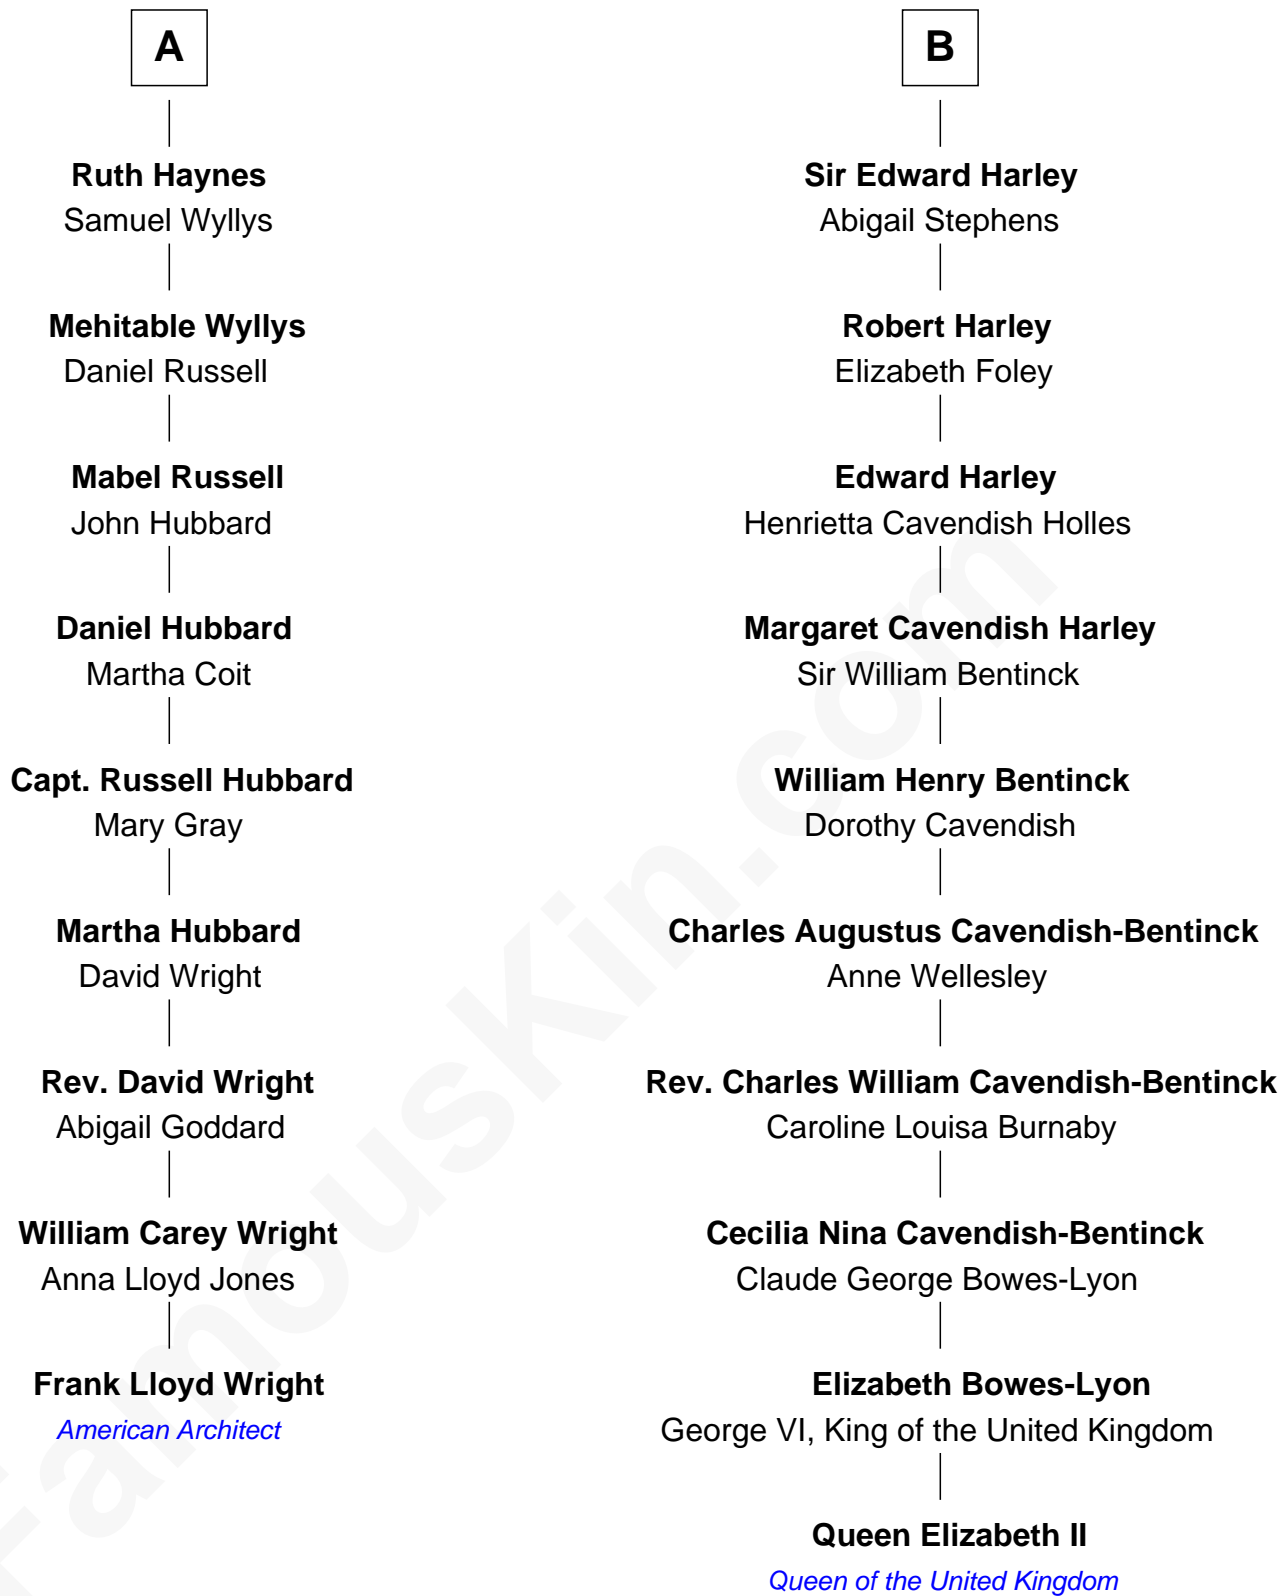 A
Ruth Haynes
Samuel Wyllys
Mehitable Wyllys
Daniel Russell
Mabel Russell
John Hubbard
Daniel Hubbard
Martha Coit
Capt. Russell Hubbard
Mary Gray
Martha Hubbard
David Wright
Rev. David Wright
Abigail Goddard
William Carey Wright
Anna Lloyd Jones
Frank Lloyd Wright
American Architect
B
Sir Edward Harley
Abigail Stephens
Robert Harley
Elizabeth Foley
Edward Harley
Henrietta Cavendish Holles
Margaret Cavendish Harley
Sir William Bentinck
William Henry Bentinck
Dorothy Cavendish
Charles Augustus Cavendish-Bentinck
Anne Wellesley
Rev. Charles William Cavendish-Bentinck
Caroline Louisa Burnaby
Cecilia Nina Cavendish-Bentinck
Claude George Bowes-Lyon
Elizabeth Bowes-Lyon
George VI, King of the United Kingdom
Queen Elizabeth II
Queen of the United Kingdom
FamousKin.com